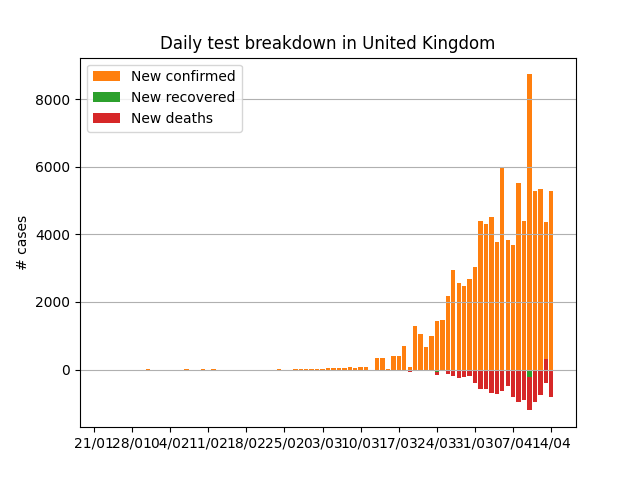 Daily test breakdown in United Kingdom
New confirmed
New recovered
New deaths
# cases
8000
6000
4000
2000
0
21/01 28/01 04/02 11/02 18/02 25/02 03/03 10/03 17/03 24/03 31/03 07/04 14/04